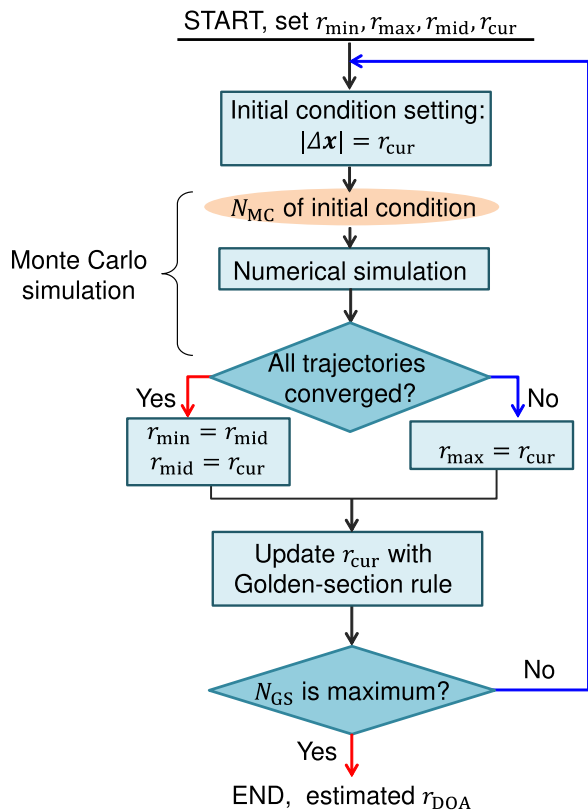 START, set r_min, r_max, r_mid, r_cur
Initial condition setting:
|Δx| = r_cur
N_MC of initial condition
Monte Carlo
simulation
Numerical simulation
All trajectories
converged?
Yes
No
r_min = r_mid
r_mid = r_cur
r_max = r_cur
Update r_cur with
Golden-section rule
N_GS is maximum?
No
Yes
END, estimated r_DOA